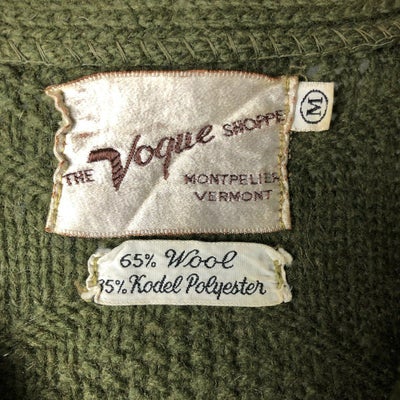 THE Vogue SHOPPE
MONTPELIER
VERMONT
M
65% Wool
35% Kodel Polyester